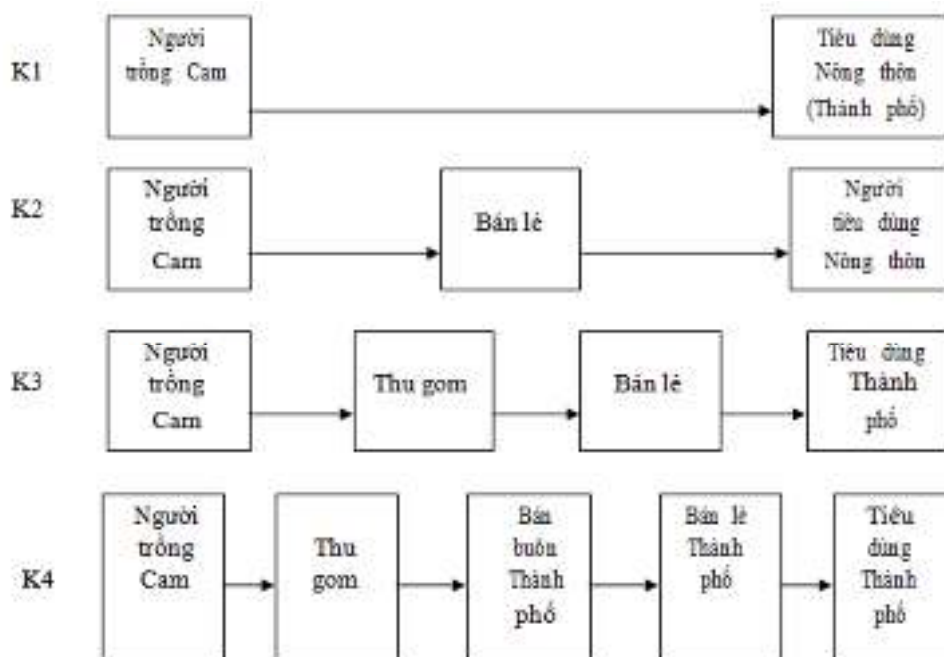 K1
Người
trồng Cam
Tiêu dùng
Nông thôn
(Thành phố)
K2
Người
trồng
Cam
Bán lẻ
Người
tiêu dùng
Nông thôn
K3
Người
trồng
Cam
Thu gom
Bán lẻ
Tiêu dùng
Thành
phố
K4
Người
trồng
Cam
Thu
gom
Bán
buôn
Thành
phố
Bán lẻ
Thành
phố
Tiêu
dùng
Thành
phố